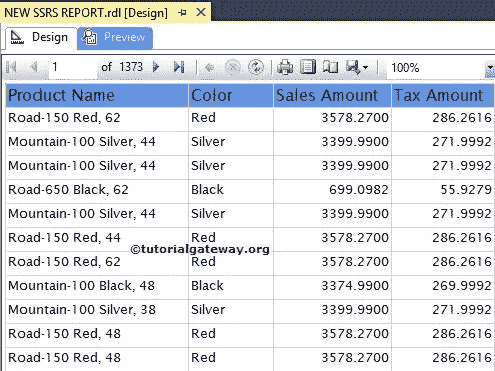 NEW SSRS REPORT.rdl [Design]
Design Preview
1 of 1373 100%
Product Name Color Sales Amount Tax Amount
Road-150 Red, 62 Red 3578.2700 286.2616
Mountain-100 Silver, 44 Silver 3399.9900 271.9992
Mountain-100 Silver, 44 Silver 3399.9900 271.9992
Road-650 Black, 62 Black 699.0982 55.9279
Mountain-100 Silver, 44 Silver 3399.9900 271.9992
Road-150 Red, 44 Red 3578.2700 286.2616
©tutorialgateway.org
Road-150 Red, 62 Red 3578.2700 286.2616
Mountain-100 Black, 48 Black 3374.9900 269.9992
Mountain-100 Silver, 38 Silver 3399.9900 271.9992
Road-150 Red, 48 Red 3578.2700 286.2616
Road-150 Red, 48 Red 3578.2700 286.2616